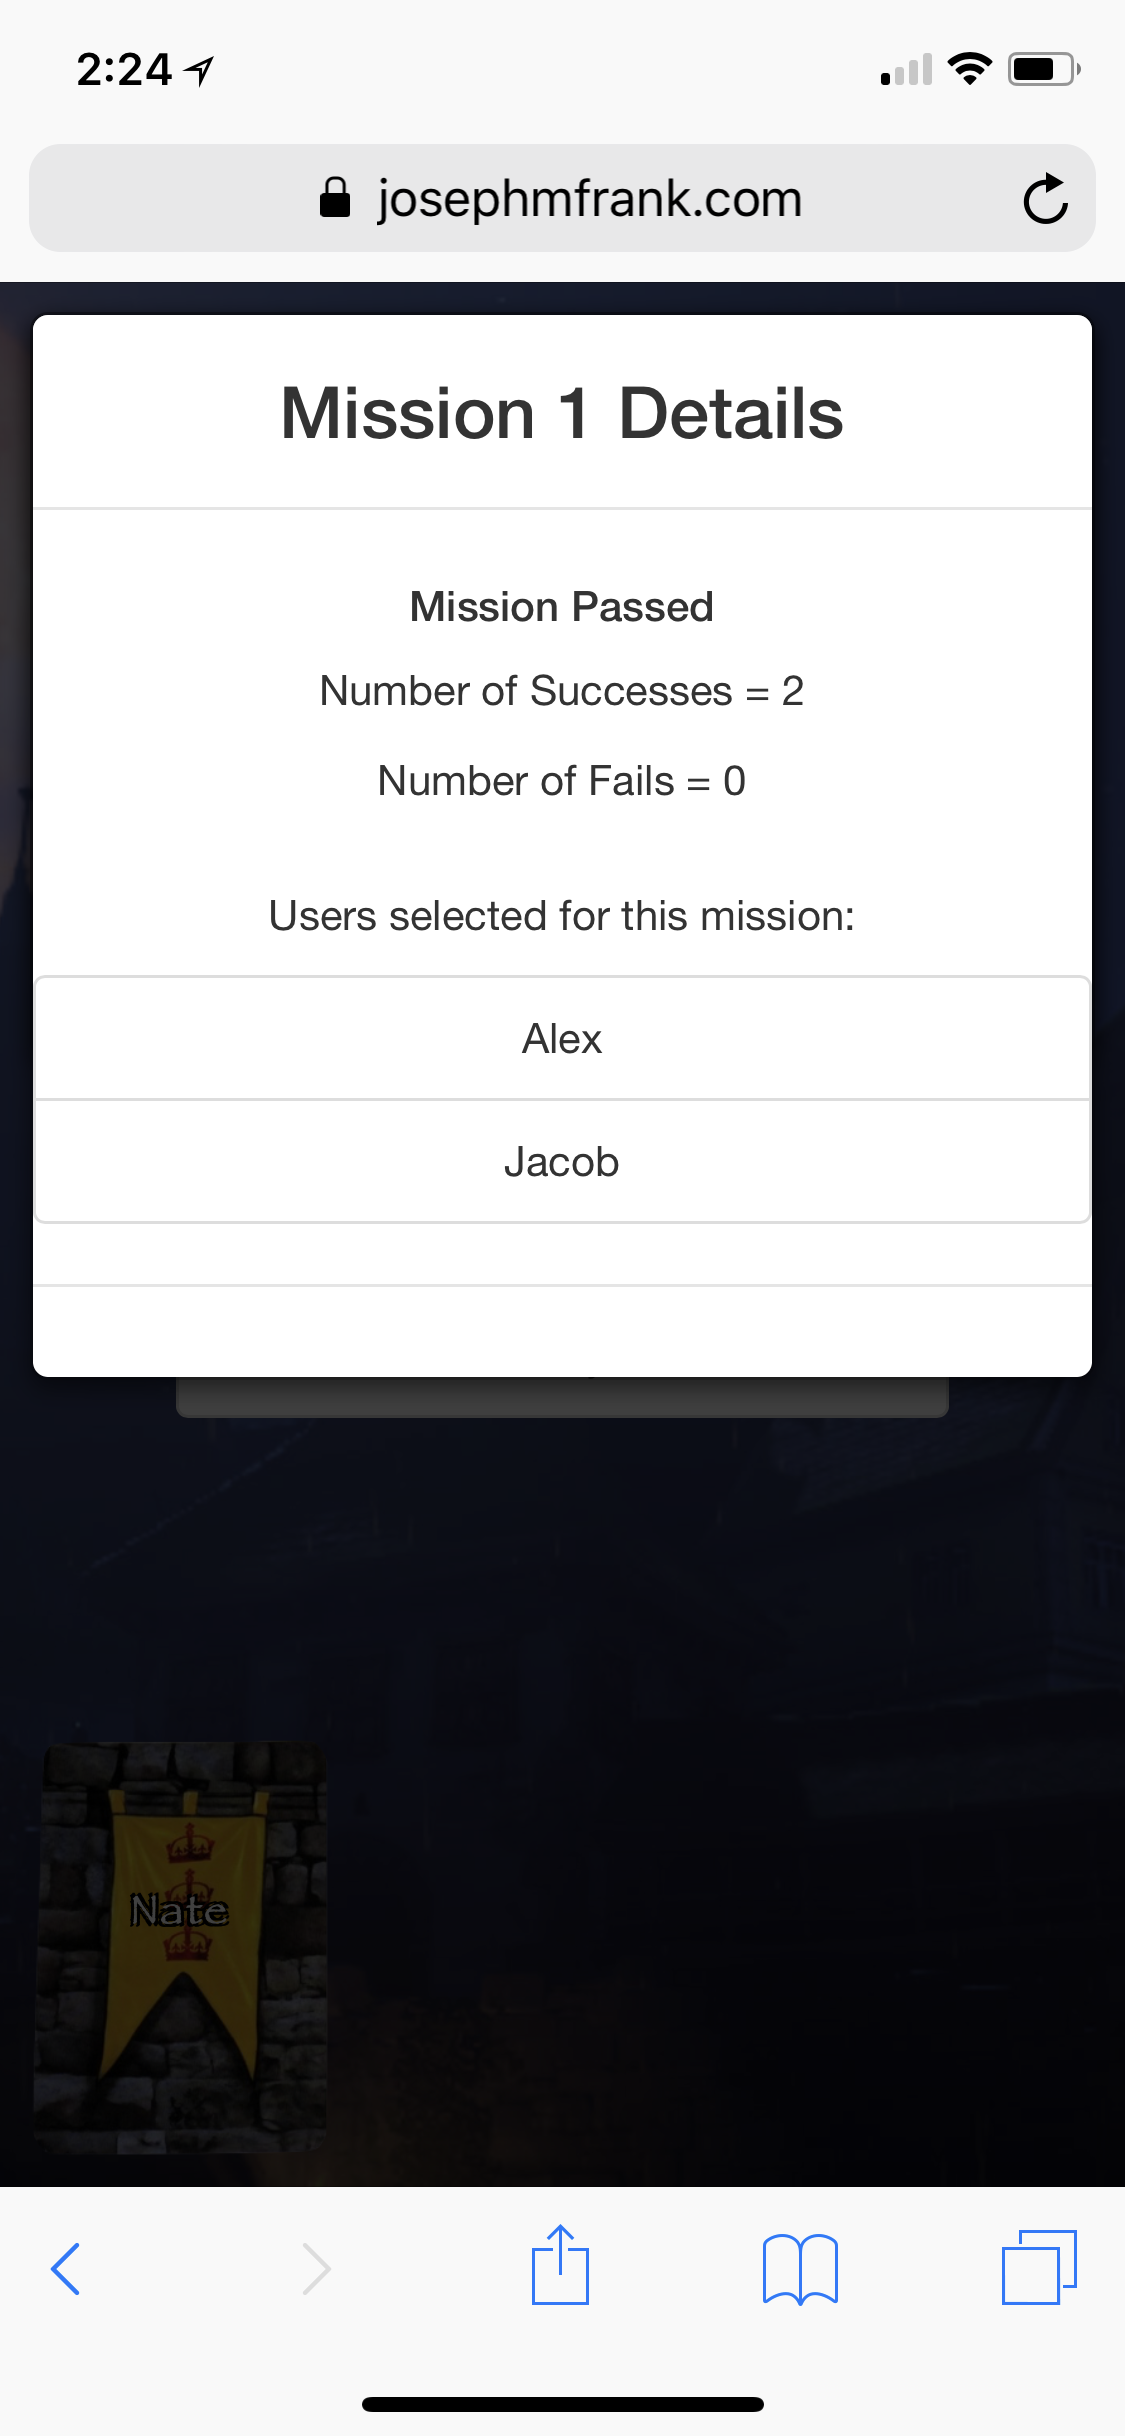 2:24
josephmfrank.com
Mission 1 Details
Mission Passed
Number of Successes = 2
Number of Fails = 0
Users selected for this mission:
Alex
Jacob
Nate